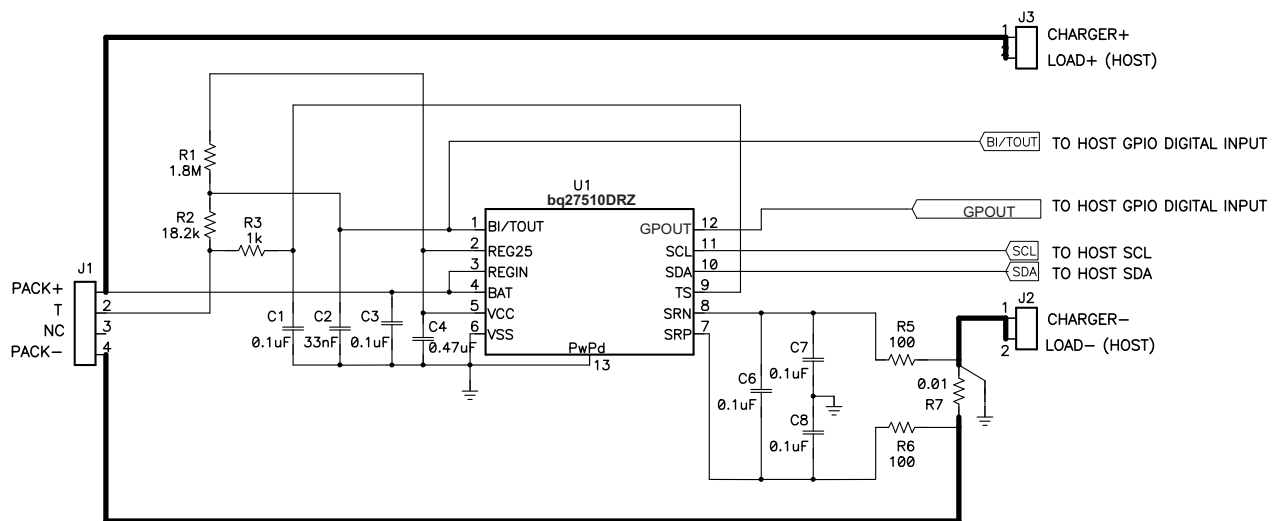 J3
1
CHARGER+
LOAD+ (HOST)
R1
1.8M
BI/TOUT
TO HOST GPIO DIGITAL INPUT
U1
bq27510DRZ
R2
18.2k
R3
1k
1
BI/TOUT
GPOUT
12
GPOUT
TO HOST GPIO DIGITAL INPUT
2
REG25
SCL
11
SCL
TO HOST SCL
3
REGIN
SDA
10
SDA
TO HOST SDA
J1
PACK+
4
BAT
TS
9
T
2
NC
3
PACK-
4
5
VCC
SRN
8
6
VSS
SRP
7
PwPd
13
C1
0.1uF
C2
33nF
C3
0.1uF
C4
0.47uF
J2
1
CHARGER-
2
LOAD- (HOST)
R5
100
C6
0.1uF
C7
0.1uF
C8
0.1uF
0.01
R7
R6
100